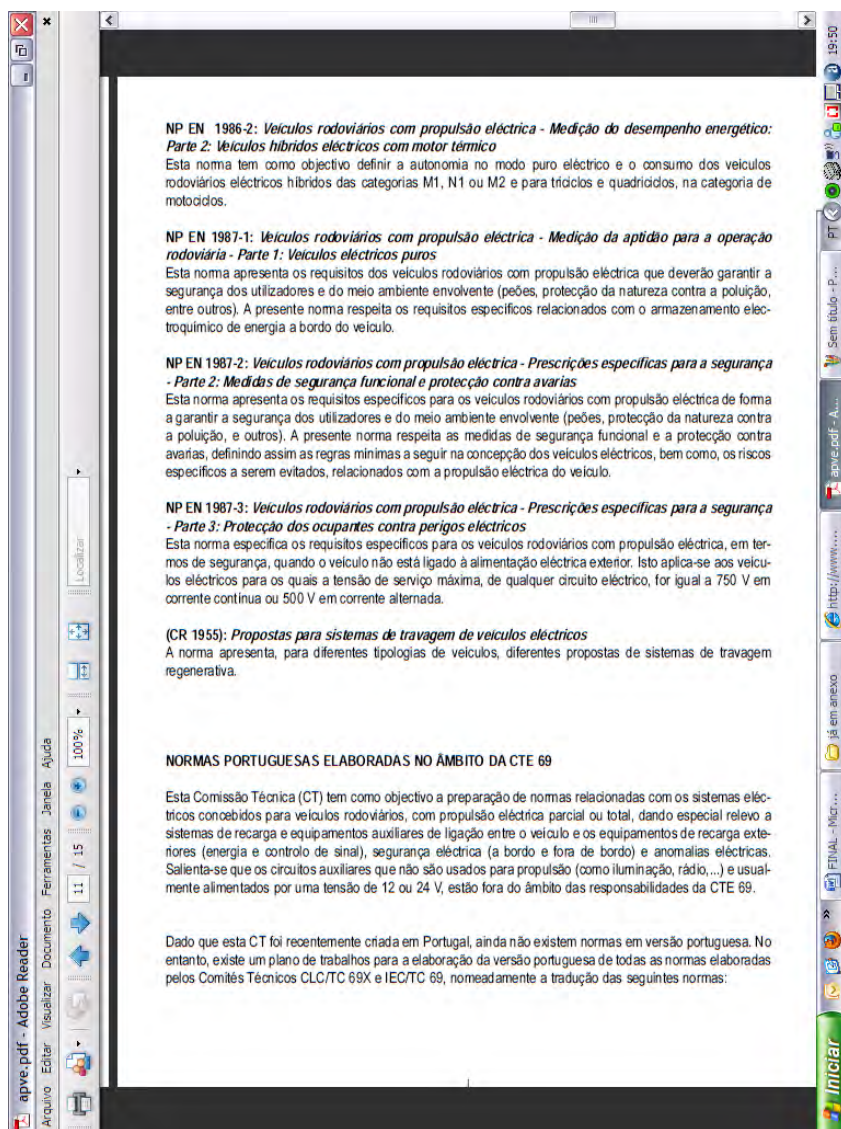 apve.pdf - Adobe Reader
Arquivo Editar Visualizar Documento Ferramentas Janela Ajuda
11 / 15 100% Localizar
NP EN 1986-2: Veículos rodoviários com propulsão eléctrica - Medição do desempenho energético:
Parte 2: Veículos híbridos eléctricos com motor térmico
Esta norma tem como objectivo definir a autonomia no modo puro eléctrico e o consumo dos veículos
rodoviários eléctricos híbridos das categorias M1, N1 ou M2 e para triciclos e quadriciclos, na categoria de
motociclos.
NP EN 1987-1: Veículos rodoviários com propulsão eléctrica - Medição da aptidão para a operação
rodoviária - Parte 1: Veículos eléctricos puros
Esta norma apresenta os requisitos dos veículos rodoviários com propulsão eléctrica que deverão garantir a
segurança dos utilizadores e do meio ambiente envolvente (peões, protecção da natureza contra a poluição,
entre outros). A presente norma respeita os requisitos específicos relacionados com o armazenamento elec-
troquímico de energia a bordo do veículo.
NP EN 1987-2: Veículos rodoviários com propulsão eléctrica - Prescrições específicas para a segurança
- Parte 2: Medidas de segurança funcional e protecção contra avarias
Esta norma apresenta os requisitos específicos para os veículos rodoviários com propulsão eléctrica de forma
a garantir a segurança dos utilizadores e do meio ambiente envolvente (peões, protecção da natureza contra
a poluição, e outros). A presente norma respeita as medidas de segurança funcional e a protecção contra
avarias, definindo assim as regras mínimas a seguir na concepção dos veículos eléctricos, bem como, os riscos
específicos a serem evitados, relacionados com a propulsão eléctrica do veículo.
NP EN 1987-3: Veículos rodoviários com propulsão eléctrica - Prescrições específicas para a segurança
- Parte 3: Protecção dos ocupantes contra perigos eléctricos
Esta norma especifica os requisitos específicos para os veículos rodoviários com propulsão eléctrica, em ter-
mos de segurança, quando o veículo não está ligado à alimentação eléctrica exterior. Isto aplica-se aos veícu-
los eléctricos para os quais a tensão de serviço máxima, de qualquer circuito eléctrico, for igual a 750 V em
corrente contínua ou 500 V em corrente alternada.
(CR 1955): Propostas para sistemas de travagem de veículos eléctricos
A norma apresenta, para diferentes tipologias de veículos, diferentes propostas de sistemas de travagem
regenerativa.
NORMAS PORTUGUESAS ELABORADAS NO ÂMBITO DA CTE 69
Esta Comissão Técnica (CT) tem como objectivo a preparação de normas relacionadas com os sistemas eléc-
tricos concebidos para veículos rodoviários, com propulsão eléctrica parcial ou total, dando especial relevo a
sistemas de recarga e equipamentos auxiliares de ligação entre o veículo e os equipamentos de recarga exte-
riores (energia e controlo de sinal), segurança eléctrica (a bordo e fora de bordo) e anomalias eléctricas.
Salienta-se que os circuitos auxiliares que não são usados para propulsão (como iluminação, rádio,...) e usual-
mente alimentados por uma tensão de 12 ou 24 V, estão fora do âmbito das responsabilidades da CTE 69.
Dado que esta CT foi recentemente criada em Portugal, ainda não existem normas em versão portuguesa. No
entanto, existe um plano de trabalhos para a elaboração da versão portuguesa de todas as normas elaboradas
pelos Comités Técnicos CLC/TC 69X e IEC/TC 69, nomeadamente a tradução das seguintes normas:
Iniciar FINAL - Micr... já em anexo http://www.... apve.pdf - A... Sem título - P... PT 19:50